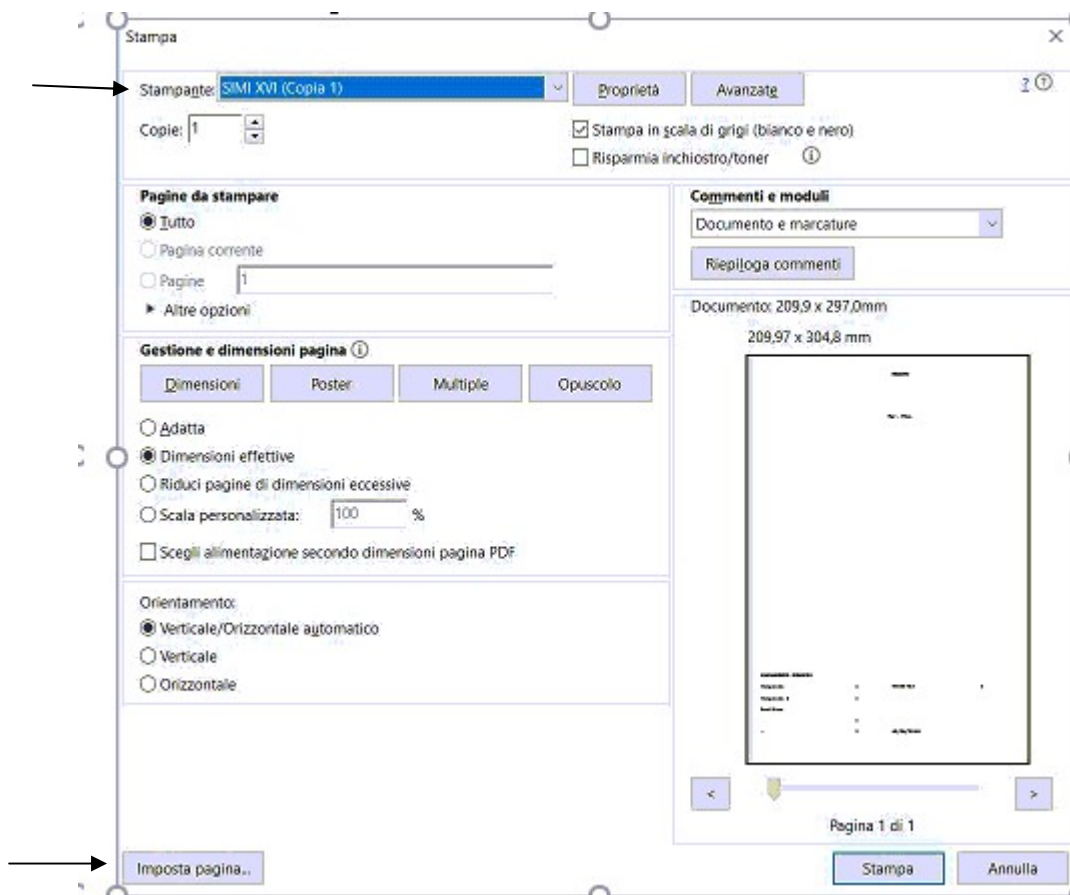 Stampa
Stampante: SIMI XVI (Copia 1) Proprietà Avanzate ?
Copie: 1
Stampa in scala di grigi (bianco e nero)
Risparmia inchiostro/toner
Pagine da stampare
Tutto
Pagina corrente
Pagine 1
Altre opzioni
Commenti e moduli
Documento e marcature
Riepiloga commenti
Documento: 209,9 x 297,0mm
209,97 x 304,8 mm
Gestione e dimensioni pagina
Dimensioni Poster Multiple Opuscolo
Adatta
Dimensioni effettive
Riduci pagine di dimensioni eccessive
Scala personalizzata: 100 %
Scegli alimentazione secondo dimensioni pagina PDF
Orientamento:
Verticale/Orizzontale automatico
Verticale
Orizzontale
< >
Pagina 1 di 1
Imposta pagina... Stampa Annulla